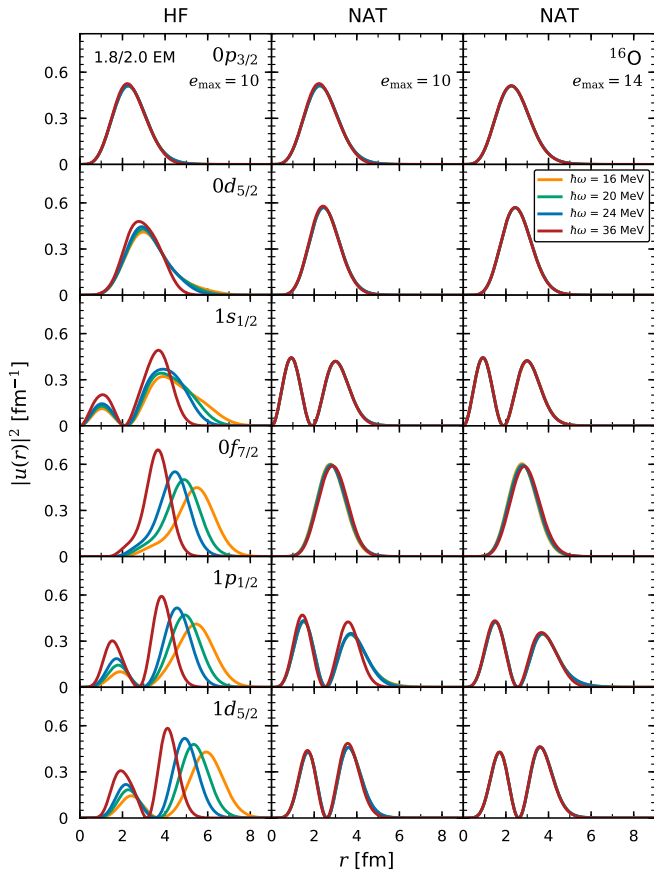 HF NAT NAT
1.8/2.0 EM 0p₃/₂ ¹⁶O
e_max = 10 e_max = 10 e_max = 14
0.6
0.3
0
0d₅/₂
ħω = 16 MeV
ħω = 20 MeV
ħω = 24 MeV
ħω = 36 MeV
0.6
0.3
0
1s₁/₂
0.6
0.3
0
|u(r)|² [fm⁻¹]
0f₇/₂
0.6
0.3
0
1p₁/₂
0.6
0.3
0
1d₅/₂
0.6
0.3
0
0 2 4 6 8 0 2 4 6 8 0 2 4 6 8
r [fm]